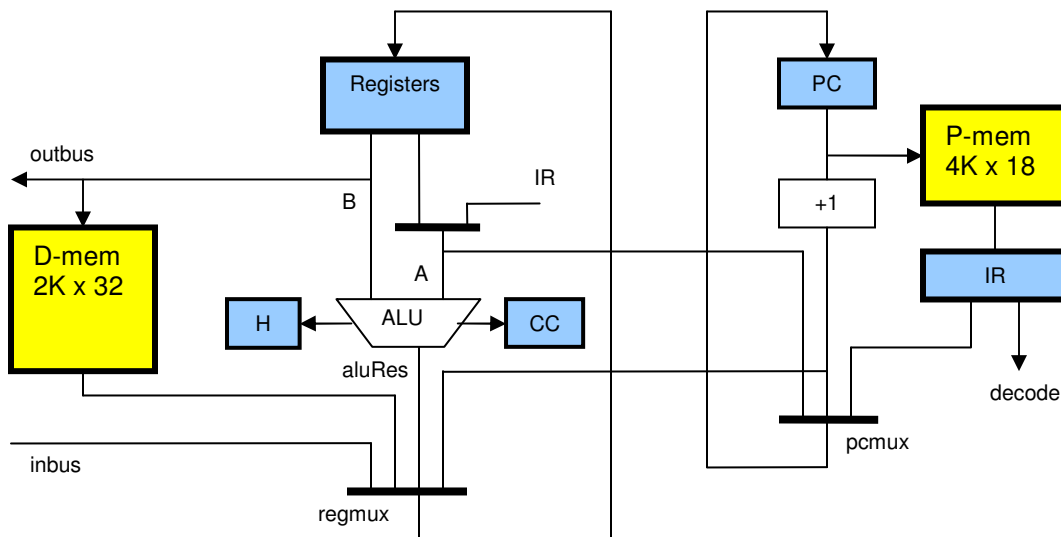 Registers
PC
P-mem
4K x 18
outbus
IR
B
+1
D-mem
2K x 32
A
IR
H
ALU
CC
aluRes
decode
pcmux
inbus
regmux